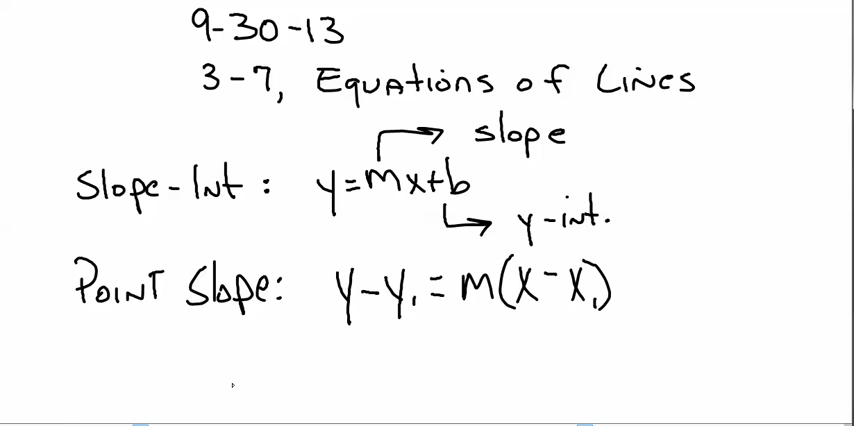 9-30-13
3-7, Equations of Lines
slope
Slope-Int: y=mx+b
y-int.
Point Slope: y-y₁=m(x-x₁)